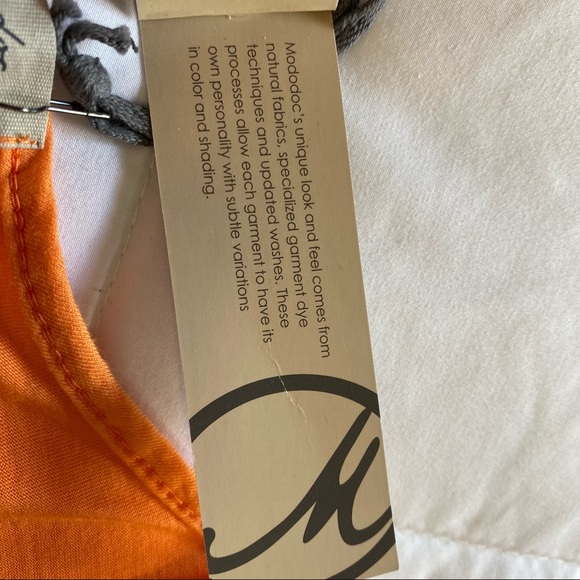 Mododoc's unique look and feel comes from
natural fabrics, specialized garment dye
techniques and updated washes. These
processes allow each garment to have its
own personality with subtle variations
in color and shading.
M